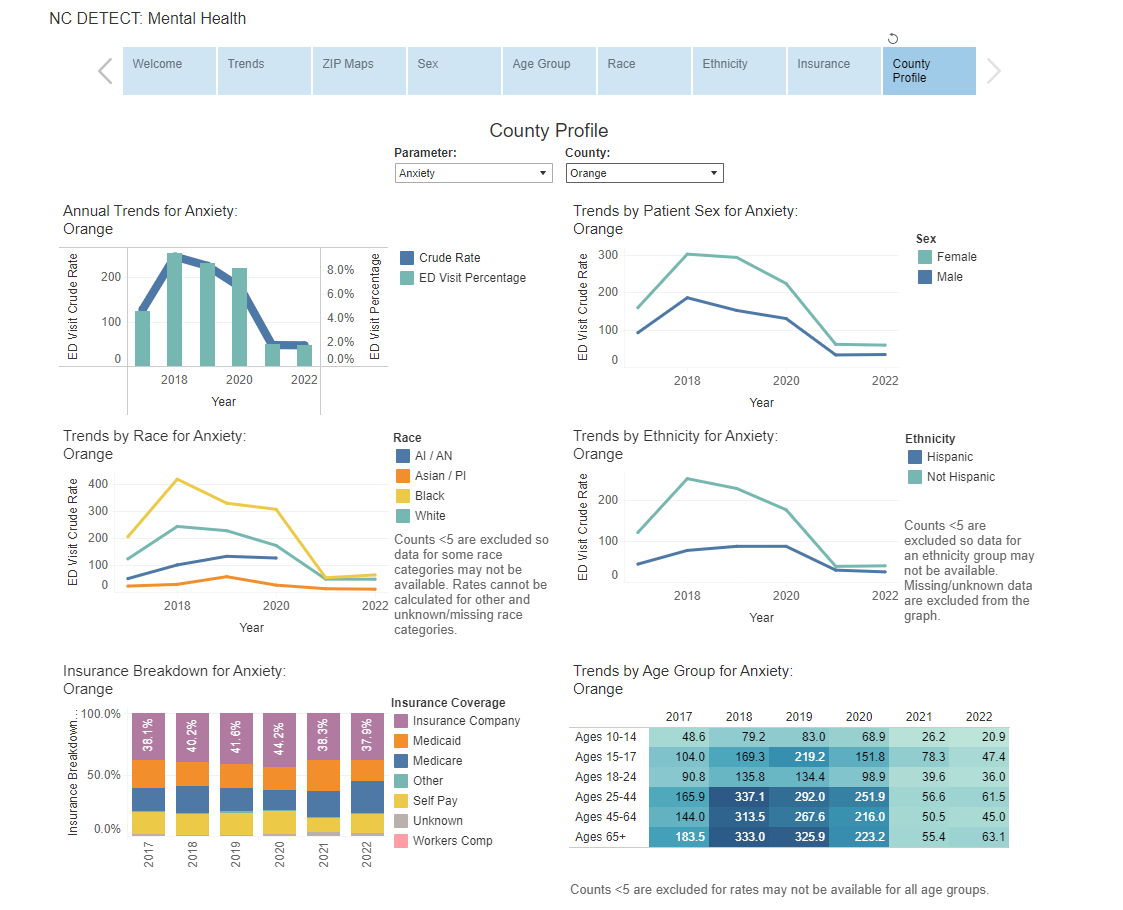 NC DETECT: Mental Health
Welcome
Trends
ZIP Maps
Sex
Age Group
Race
Ethnicity
Insurance
County
Profile
County Profile
Parameter:
County:
Anxiety
Orange
Annual Trends for Anxiety:
Orange
ED Visit Crude Rate
200
100
0
8.0%
6.0%
4.0%
2.0%
0.0%
ED Visit Percentage
2018
2020
2022
Year
Crude Rate
ED Visit Percentage
Trends by Patient Sex for Anxiety:
Orange
ED Visit Crude Rate
300
200
100
0
2018
2020
2022
Year
Sex
Female
Male
Trends by Race for Anxiety:
Orange
ED Visit Crude Rate
400
300
200
100
0
2018
2020
2022
Year
Race
AI / AN
Asian / PI
Black
White
Counts <5 are excluded so
data for some race
categories may not be
available. Rates cannot be
calculated for other and
unknown/missing race
categories.
Trends by Ethnicity for Anxiety:
Orange
ED Visit Crude Rate
200
100
0
2018
2020
2022
Year
Ethnicity
Hispanic
Not Hispanic
Counts <5 are
excluded so data for
an ethnicity group may
not be available.
Missing/unknown data
are excluded from the
graph.
Insurance Breakdown for Anxiety:
Orange
Insurance Breakdown...
100.0%
50.0%
0.0%
38.1%
40.2%
41.6%
44.2%
38.3%
37.9%
2017
2018
2019
2020
2021
2022
Insurance Coverage
Insurance Company
Medicaid
Medicare
Other
Self Pay
Unknown
Workers Comp
Trends by Age Group for Anxiety:
Orange
2017 2018 2019 2020 2021 2022
Ages 10-14 48.6 79.2 83.0 68.9 26.2 20.9
Ages 15-17 104.0 169.3 219.2 151.8 78.3 47.4
Ages 18-24 90.8 135.8 134.4 98.9 39.6 36.0
Ages 25-44 165.9 337.1 292.0 251.9 56.6 61.5
Ages 45-64 144.0 313.5 267.6 216.0 50.5 45.0
Ages 65+ 183.5 333.0 325.9 223.2 55.4 63.1
Counts <5 are excluded for rates may not be available for all age groups.